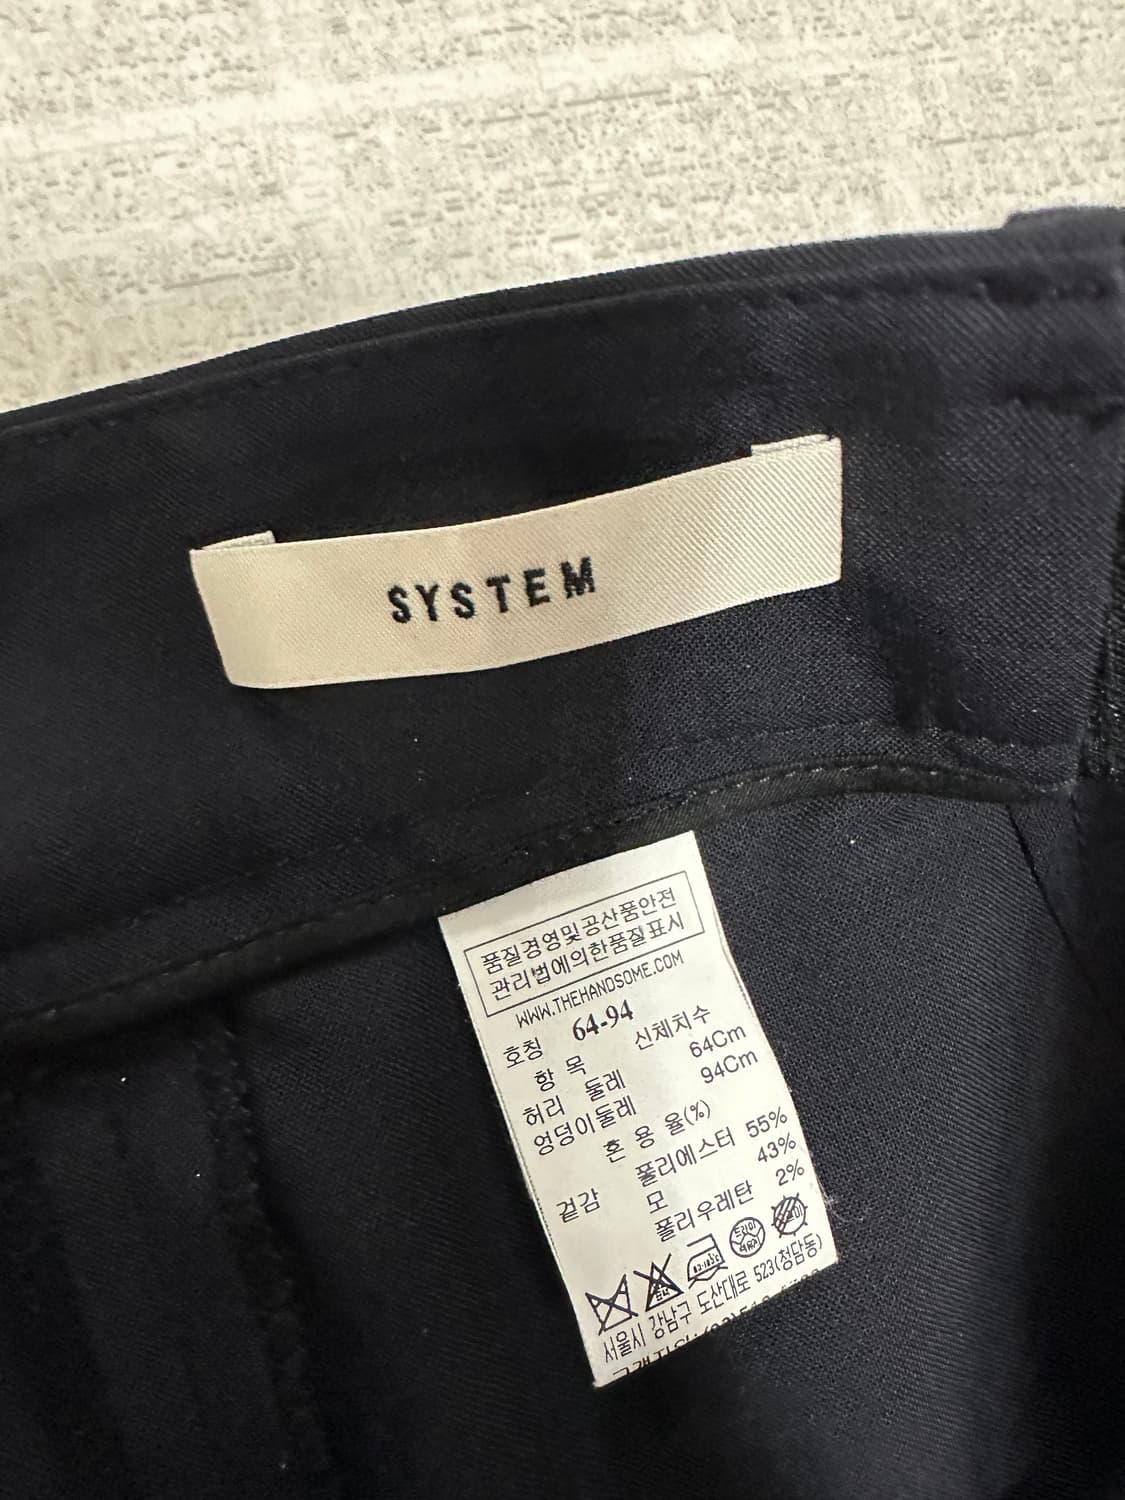 SYSTEM
품질경영및공산품안전
관리법에의한품질표시
WWW.THEHANDSOME.COM
호칭 64-94
항 목 신체치수
허리 둘레 64Cm
엉덩이둘레 94Cm
혼 용 율(%)
폴리에스터 55%
겉감 모 43%
폴리우레탄 2%
서울시 강남구 도산대로 523(청담동)